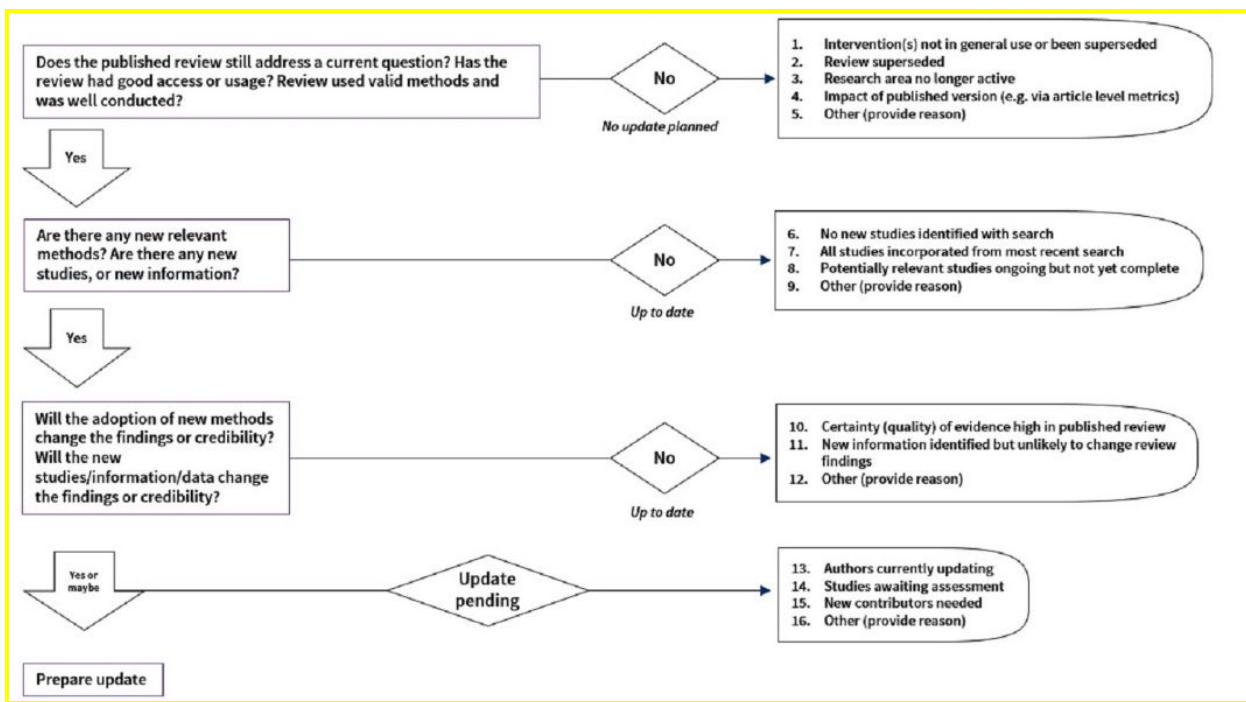 Does the published review still address a current question? Has the
review had good access or usage? Review used valid methods and
was well conducted?
No
No update planned
1. Intervention(s) not in general use or been superseded
2. Review superseded
3. Research area no longer active
4. Impact of published version (e.g. via article level metrics)
5. Other (provide reason)
Yes
Are there any new relevant
methods? Are there any new
studies, or new information?
No
Up to date
6. No new studies identified with search
7. All studies incorporated from most recent search
8. Potentially relevant studies ongoing but not yet complete
9. Other (provide reason)
Yes
Will the adoption of new methods
change the findings or credibility?
Will the new
studies/information/data change
the findings or credibility?
No
Up to date
10. Certainty (quality) of evidence high in published review
11. New information identified but unlikely to change review
findings
12. Other (provide reason)
Yes or
maybe
Update
pending
13. Authors currently updating
14. Studies awaiting assessment
15. New contributors needed
16. Other (provide reason)
Prepare update